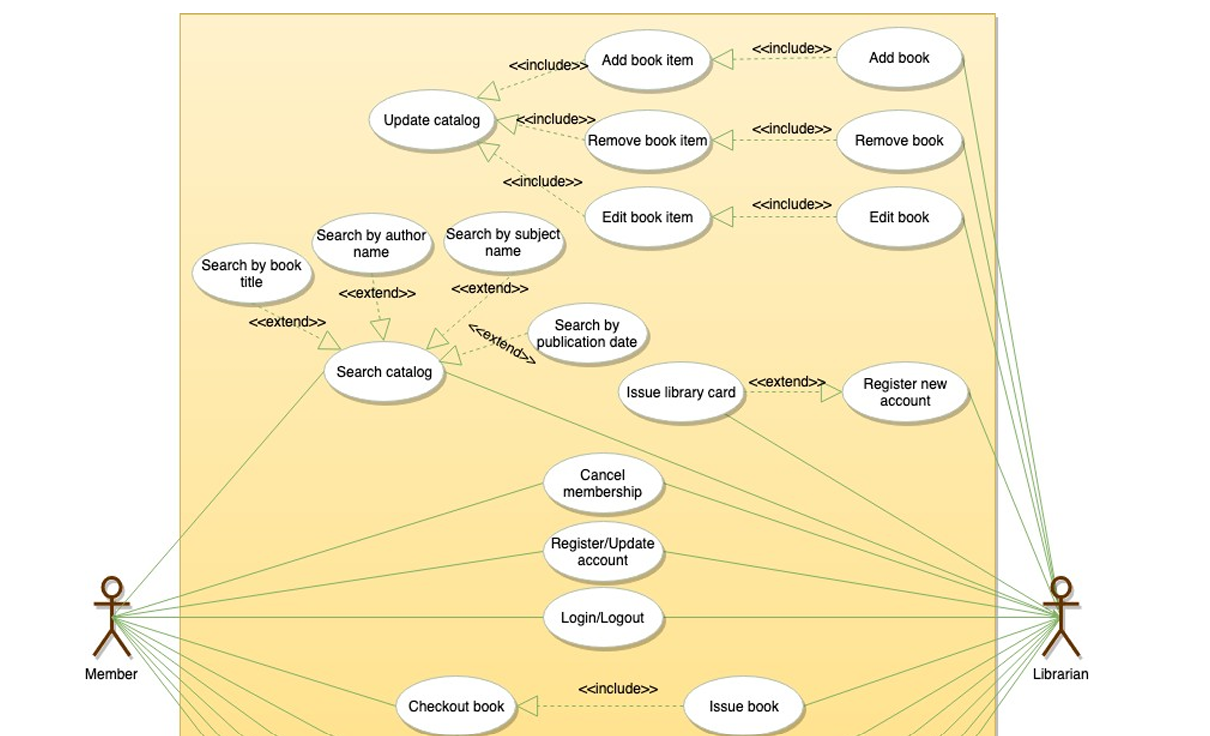 <<include>>
Add book item
<<include>>
Add book
Update catalog
<<include>>
Remove book item
<<include>>
Remove book
<<include>>
Edit book item
<<include>>
Edit book
Search by book
title
Search by author
name
Search by subject
name
<<extend>>
<<extend>>
<<extend>>
<<extend>>
Search by
publication date
Search catalog
Issue library card
<<extend>>
Register new
account
Cancel
membership
Register/Update
account
Login/Logout
Member
Librarian
Checkout book
<<include>>
Issue book